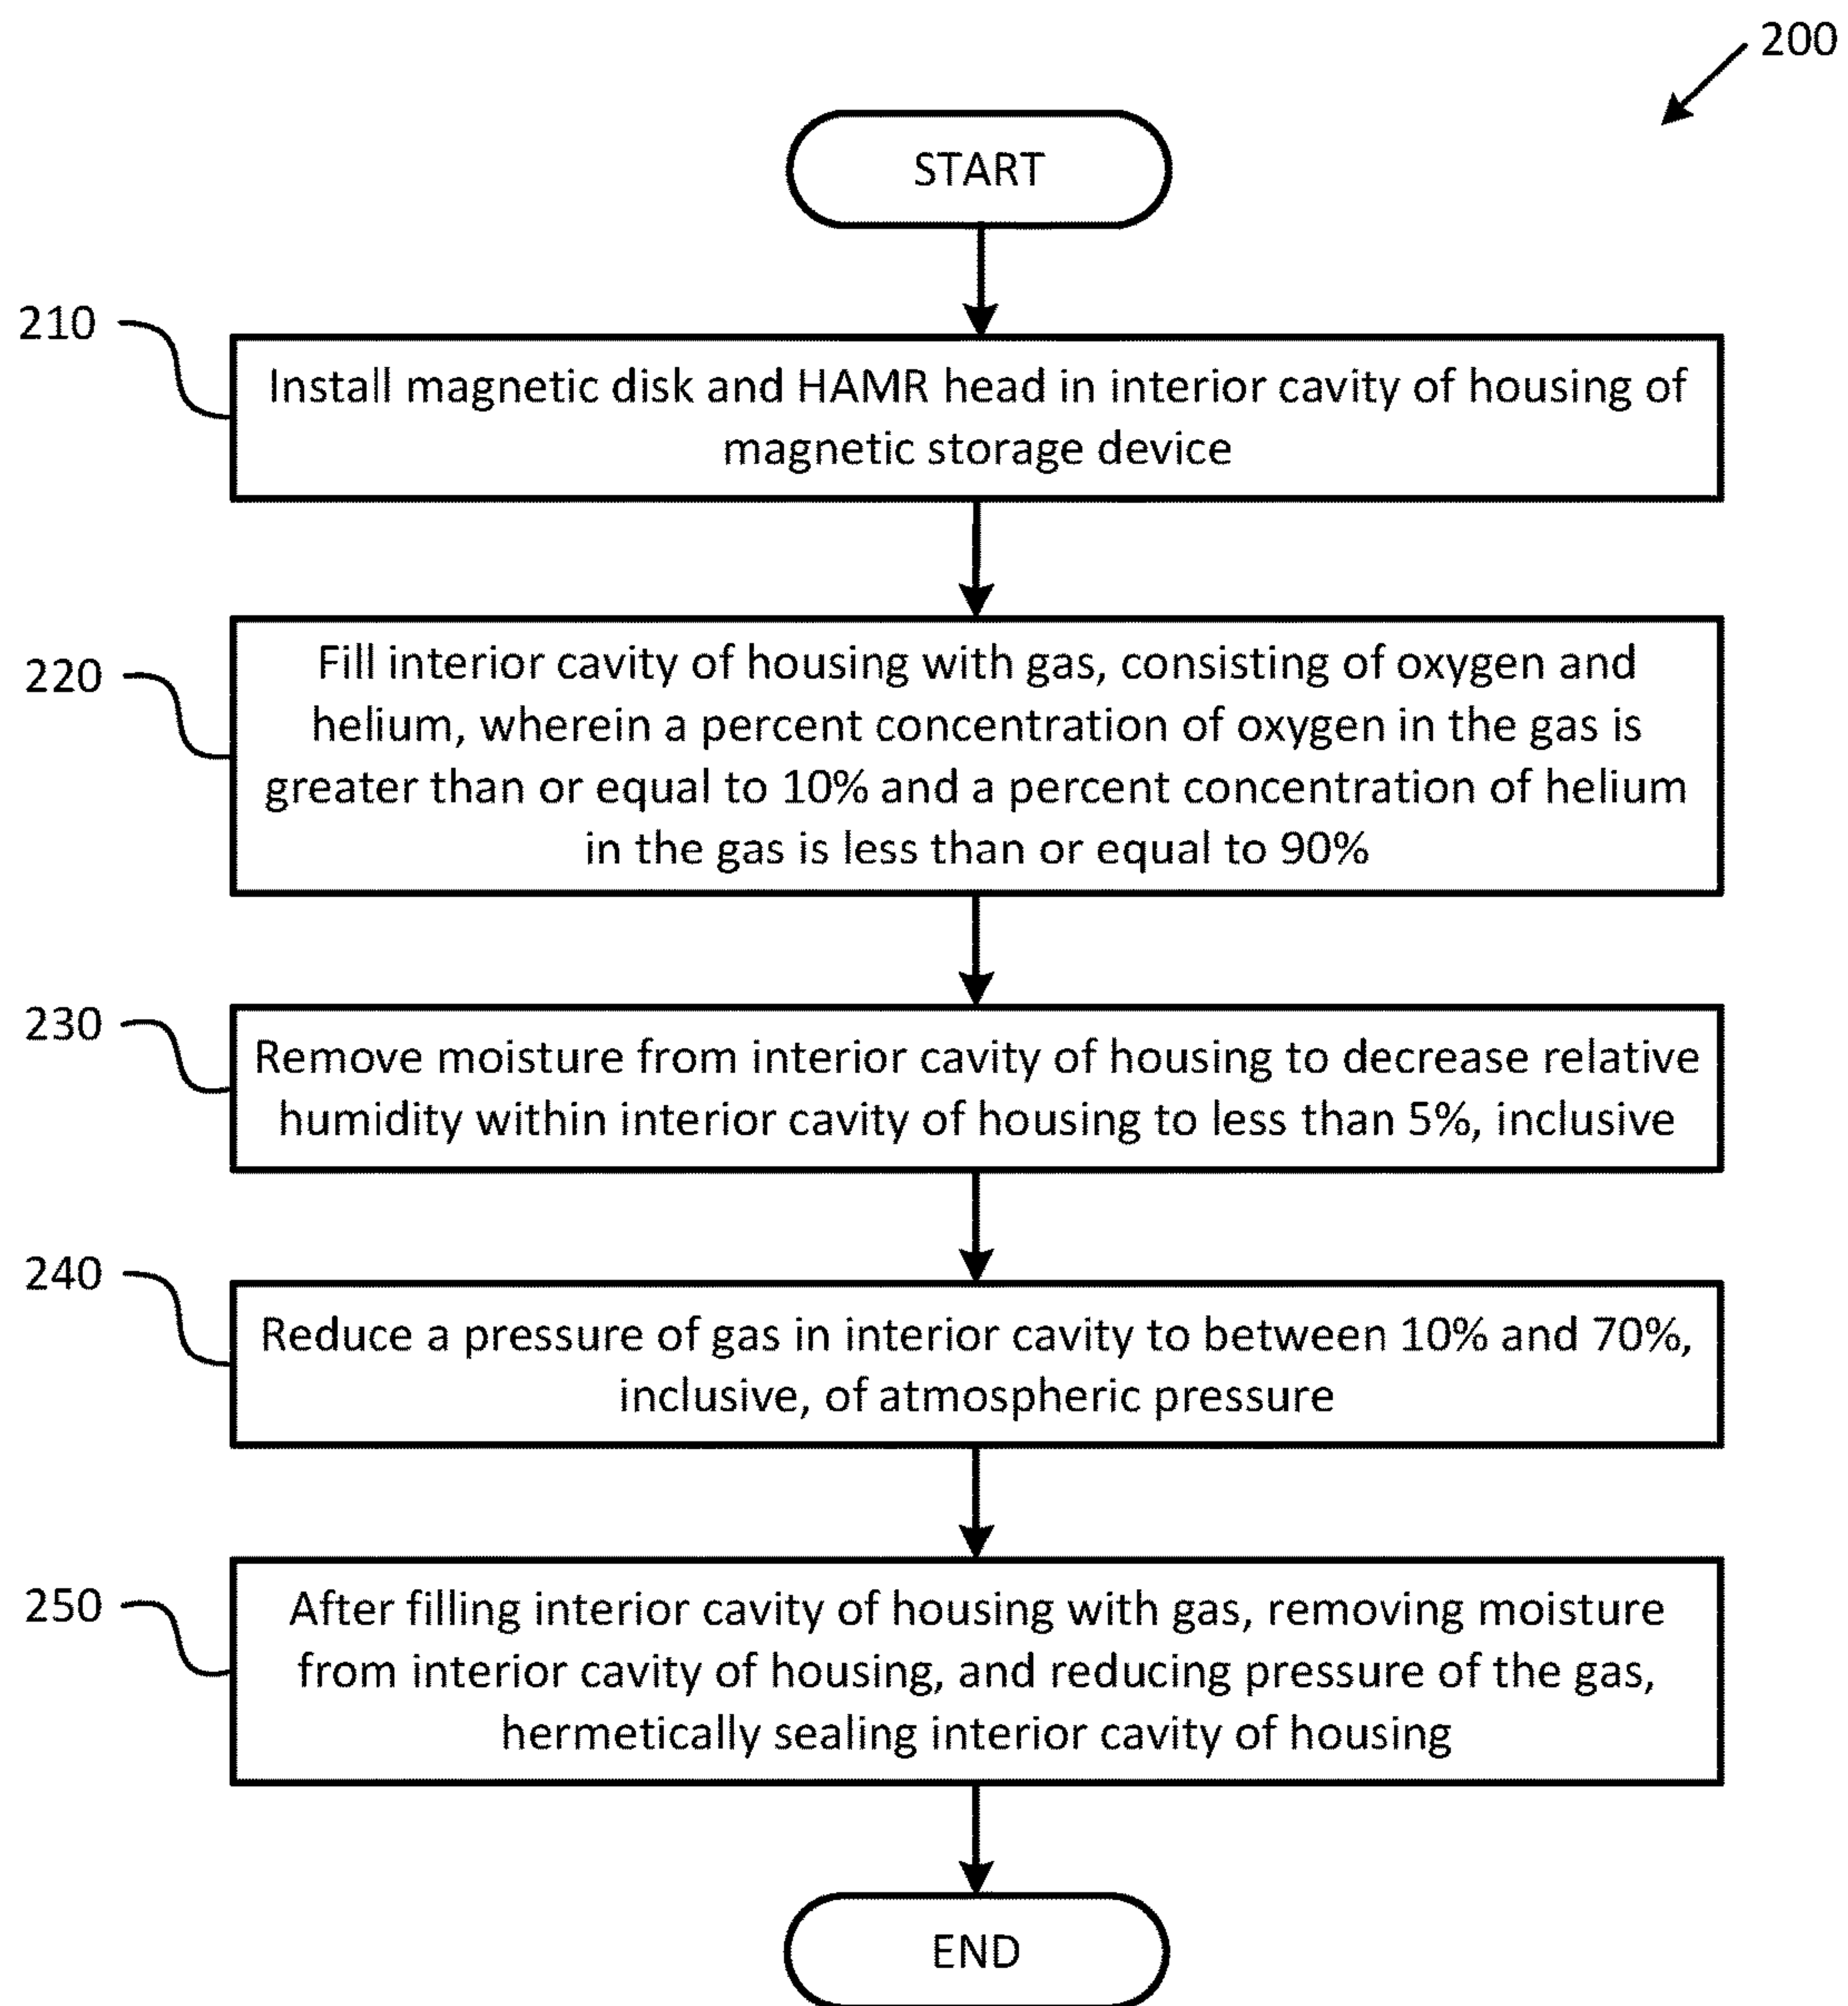 200
START
210
Install magnetic disk and HAMR head in interior cavity of housing of
magnetic storage device
220
Fill interior cavity of housing with gas, consisting of oxygen and
helium, wherein a percent concentration of oxygen in the gas is
greater than or equal to 10% and a percent concentration of helium
in the gas is less than or equal to 90%
230
Remove moisture from interior cavity of housing to decrease relative
humidity within interior cavity of housing to less than 5%, inclusive
240
Reduce a pressure of gas in interior cavity to between 10% and 70%,
inclusive, of atmospheric pressure
250
After filling interior cavity of housing with gas, removing moisture
from interior cavity of housing, and reducing pressure of the gas,
hermetically sealing interior cavity of housing
END